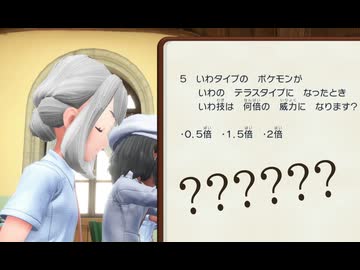 5 いわタイプの ポケモンが
いわの テラスタイプに なったとき
いわ技は 何倍の 威力に なります?
・0.5倍 ・1.5倍 ・2倍
??????